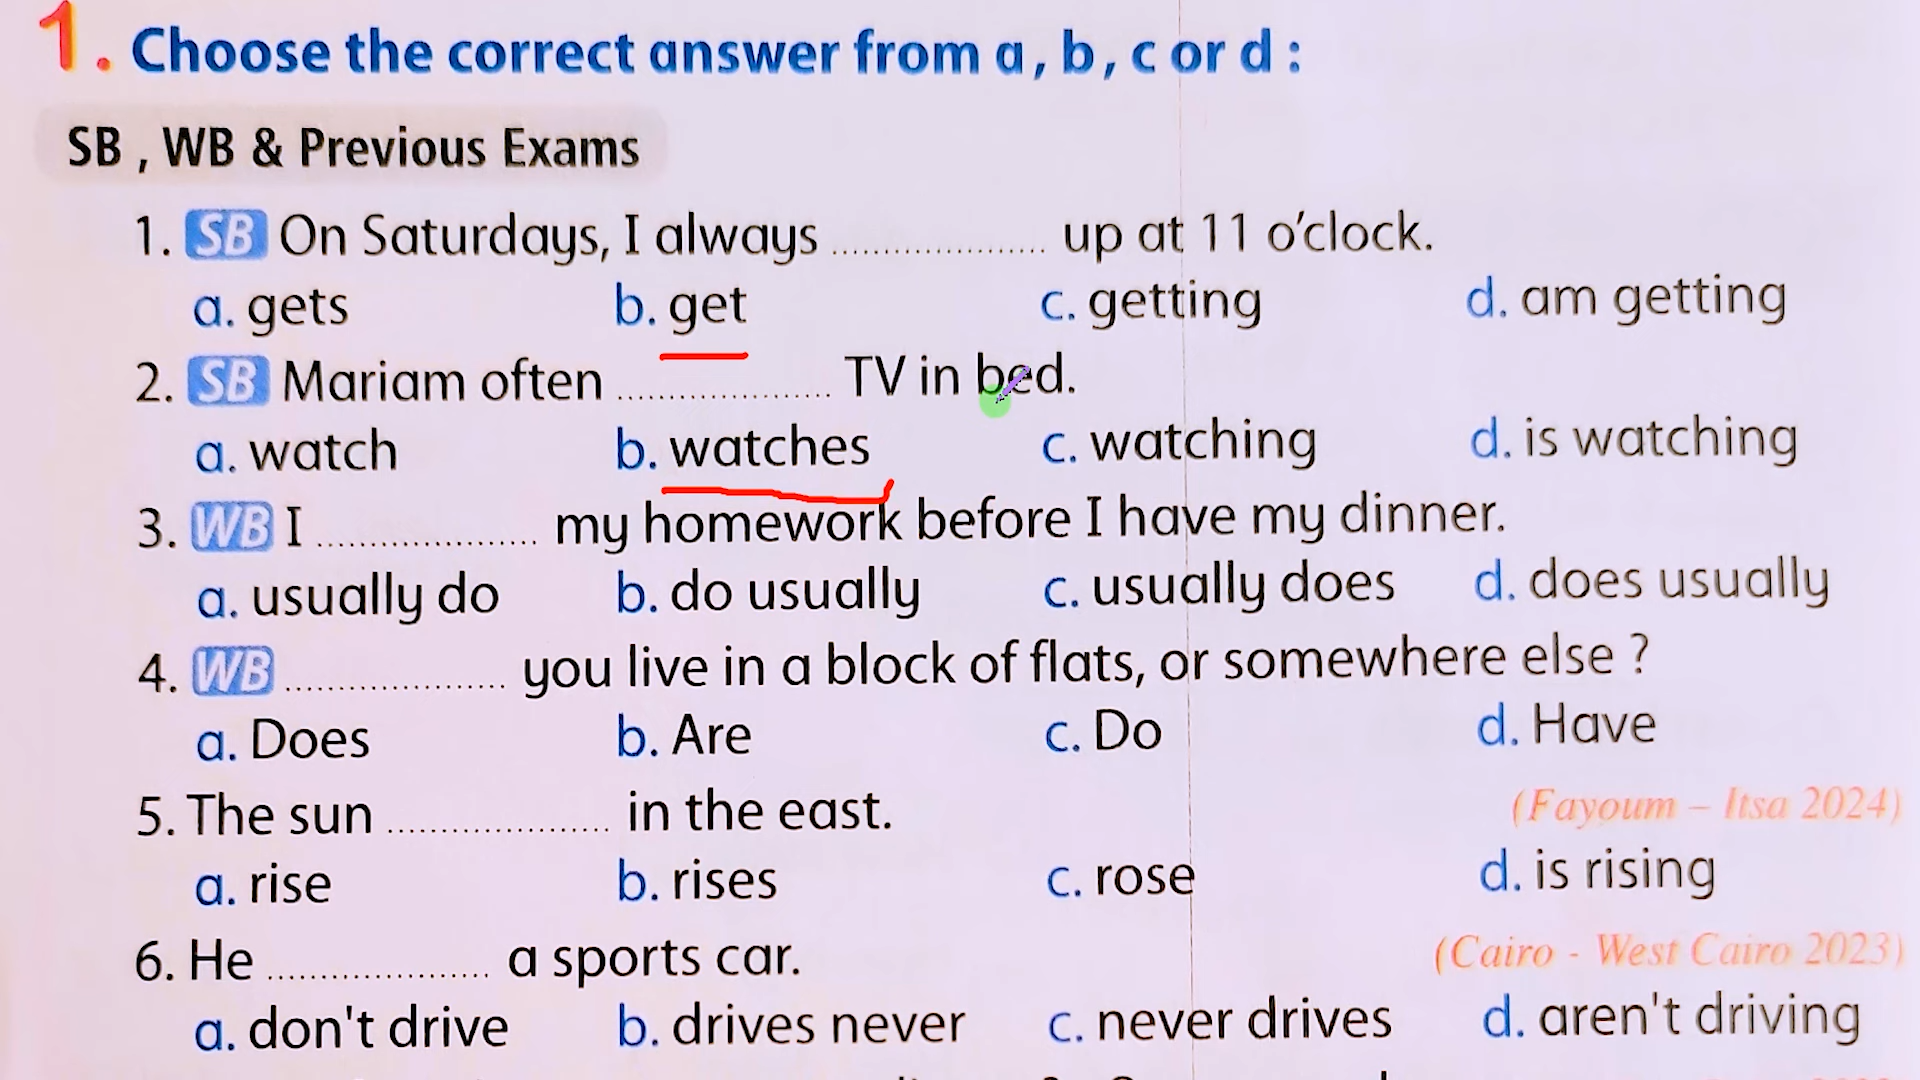 1. Choose the correct answer from a, b, c or d :
SB , WB & Previous Exams
1. SB On Saturdays, I always ........................ up at 11 o'clock.
a. gets b. get c. getting d. am getting
2. SB Mariam often ........................ TV in bed.
a. watch b. watches c. watching d. is watching
3. WB I ........................ my homework before I have my dinner.
a. usually do b. do usually c. usually does d. does usually
4. WB ........................ you live in a block of flats, or somewhere else ?
a. Does b. Are c. Do d. Have
5. The sun ........................ in the east. (Fayoum – Itsa 2024)
a. rise b. rises c. rose d. is rising
6. He ........................ a sports car. (Cairo - West Cairo 2023)
a. don't drive b. drives never c. never drives d. aren't driving